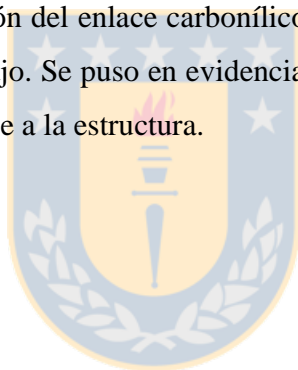 ón del enlace carbonílico
jo. Se puso en evidencia
e a la estructura.